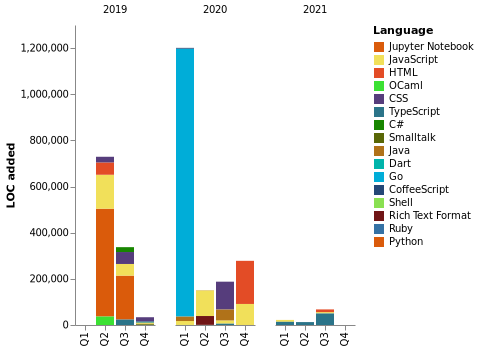 2019 2020 2021
Language
Jupyter Notebook
JavaScript
HTML
OCaml
CSS
TypeScript
C#
Smalltalk
Java
Dart
Go
CoffeeScript
Shell
Rich Text Format
Ruby
Python
LOC added
1,200,000
1,000,000
800,000
600,000
400,000
200,000
0
Q1 Q2 Q3 Q4 Q1 Q2 Q3 Q4 Q1 Q2 Q3 Q4